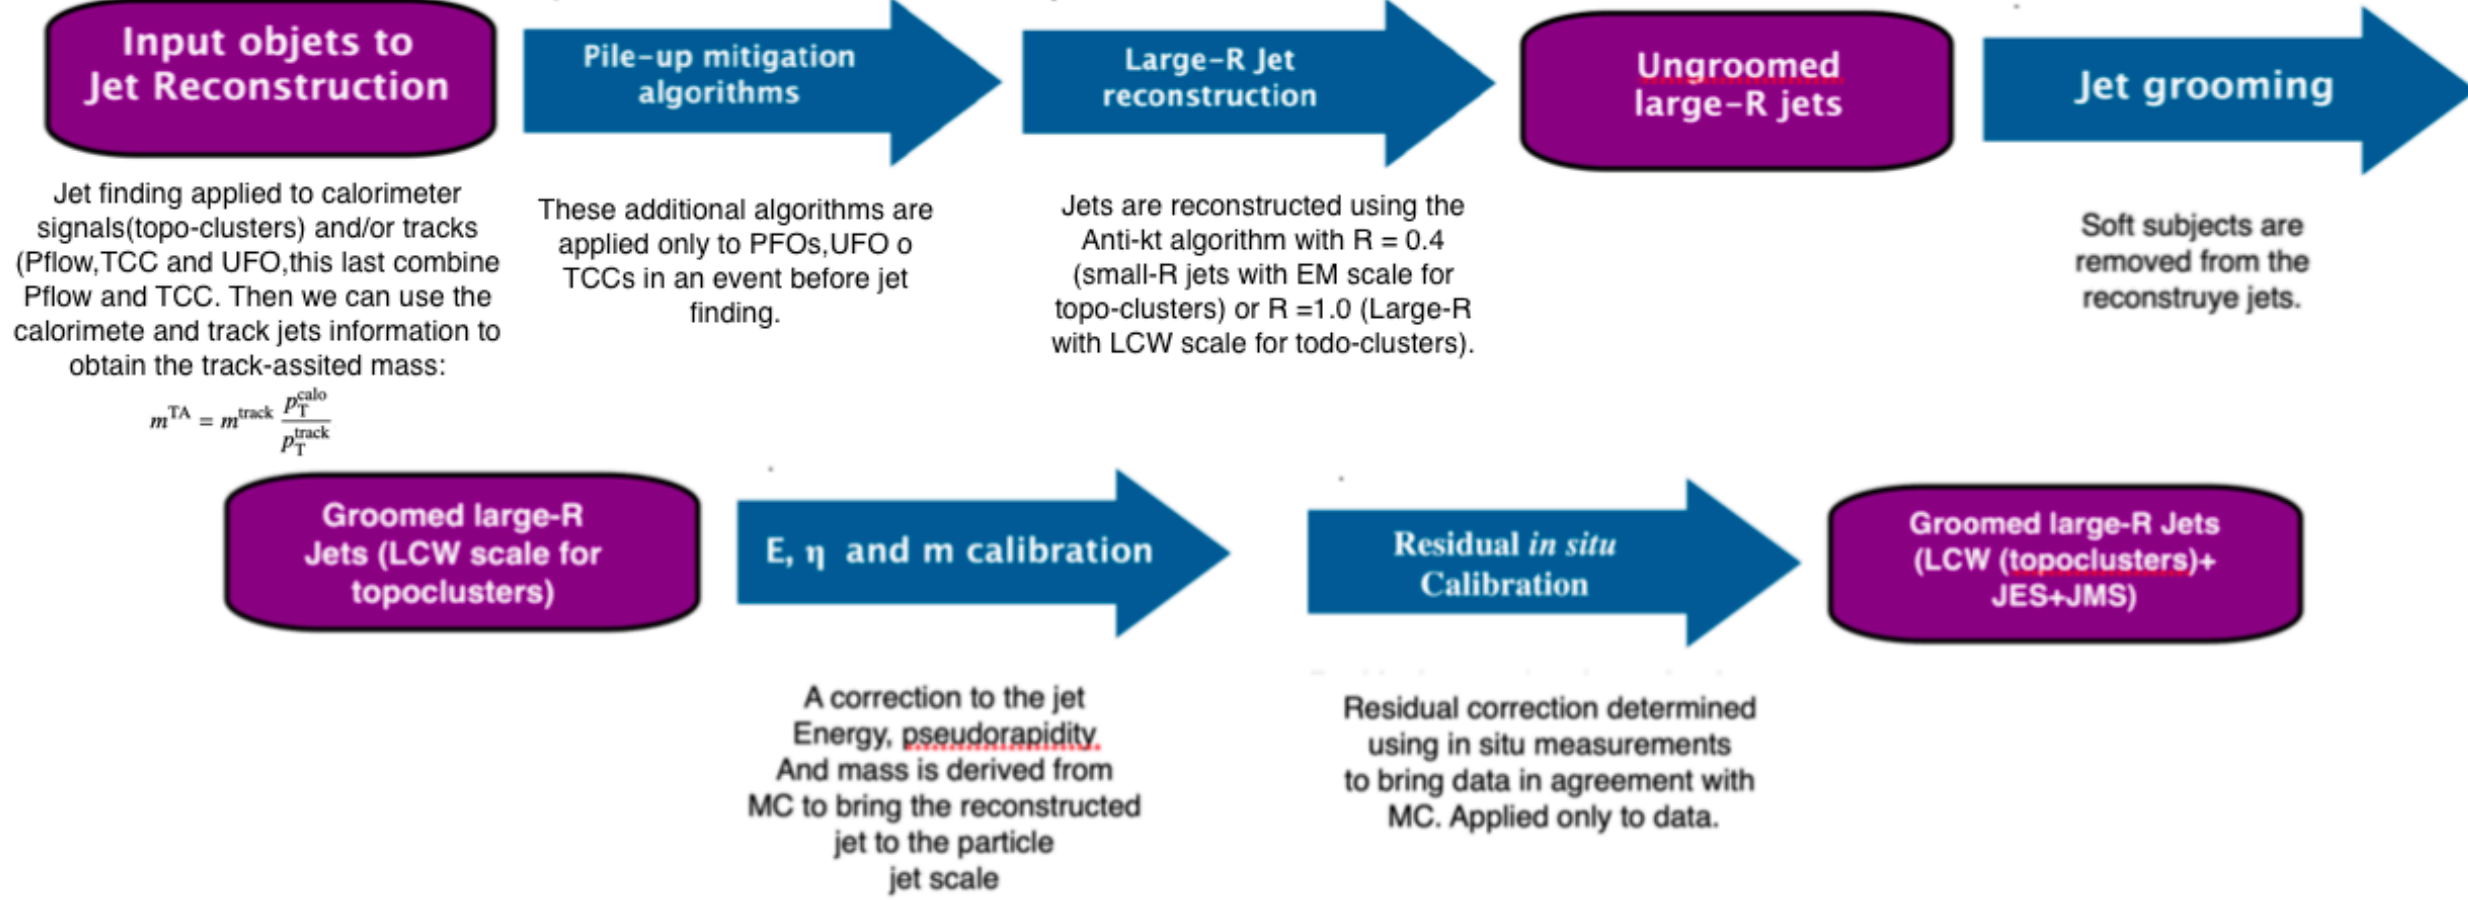 Input objets to
Jet Reconstruction
Jet finding applied to calorimeter
signals(topo-clusters) and/or tracks
(Pflow,TCC and UFO,this last combine
Pflow and TCC. Then we can use the
calorimete and track jets information to
obtain the track-assited mass:
m^TA = m^track p_T^calo / p_T^track
Pile-up mitigation
algorithms
These additional algorithms are
applied only to PFOs,UFO o
TCCs in an event before jet
finding.
Large-R Jet
reconstruction
Jets are reconstructed using the
Anti-kt algorithm with R = 0.4
(small-R jets with EM scale for
topo-clusters) or R =1.0 (Large-R
with LCW scale for todo-clusters).
Ungroomed
large-R jets
Jet grooming
Soft subjects are
removed from the
reconstruye jets.
Groomed large-R
Jets (LCW scale for
topoclusters)
E, η and m calibration
A correction to the jet
Energy, pseudorapidity
And mass is derived from
MC to bring the reconstructed
jet to the particle
jet scale
Residual in situ
Calibration
Residual correction determined
using in situ measurements
to bring data in agreement with
MC. Applied only to data.
Groomed large-R Jets
(LCW (topoclusters)+
JES+JMS)